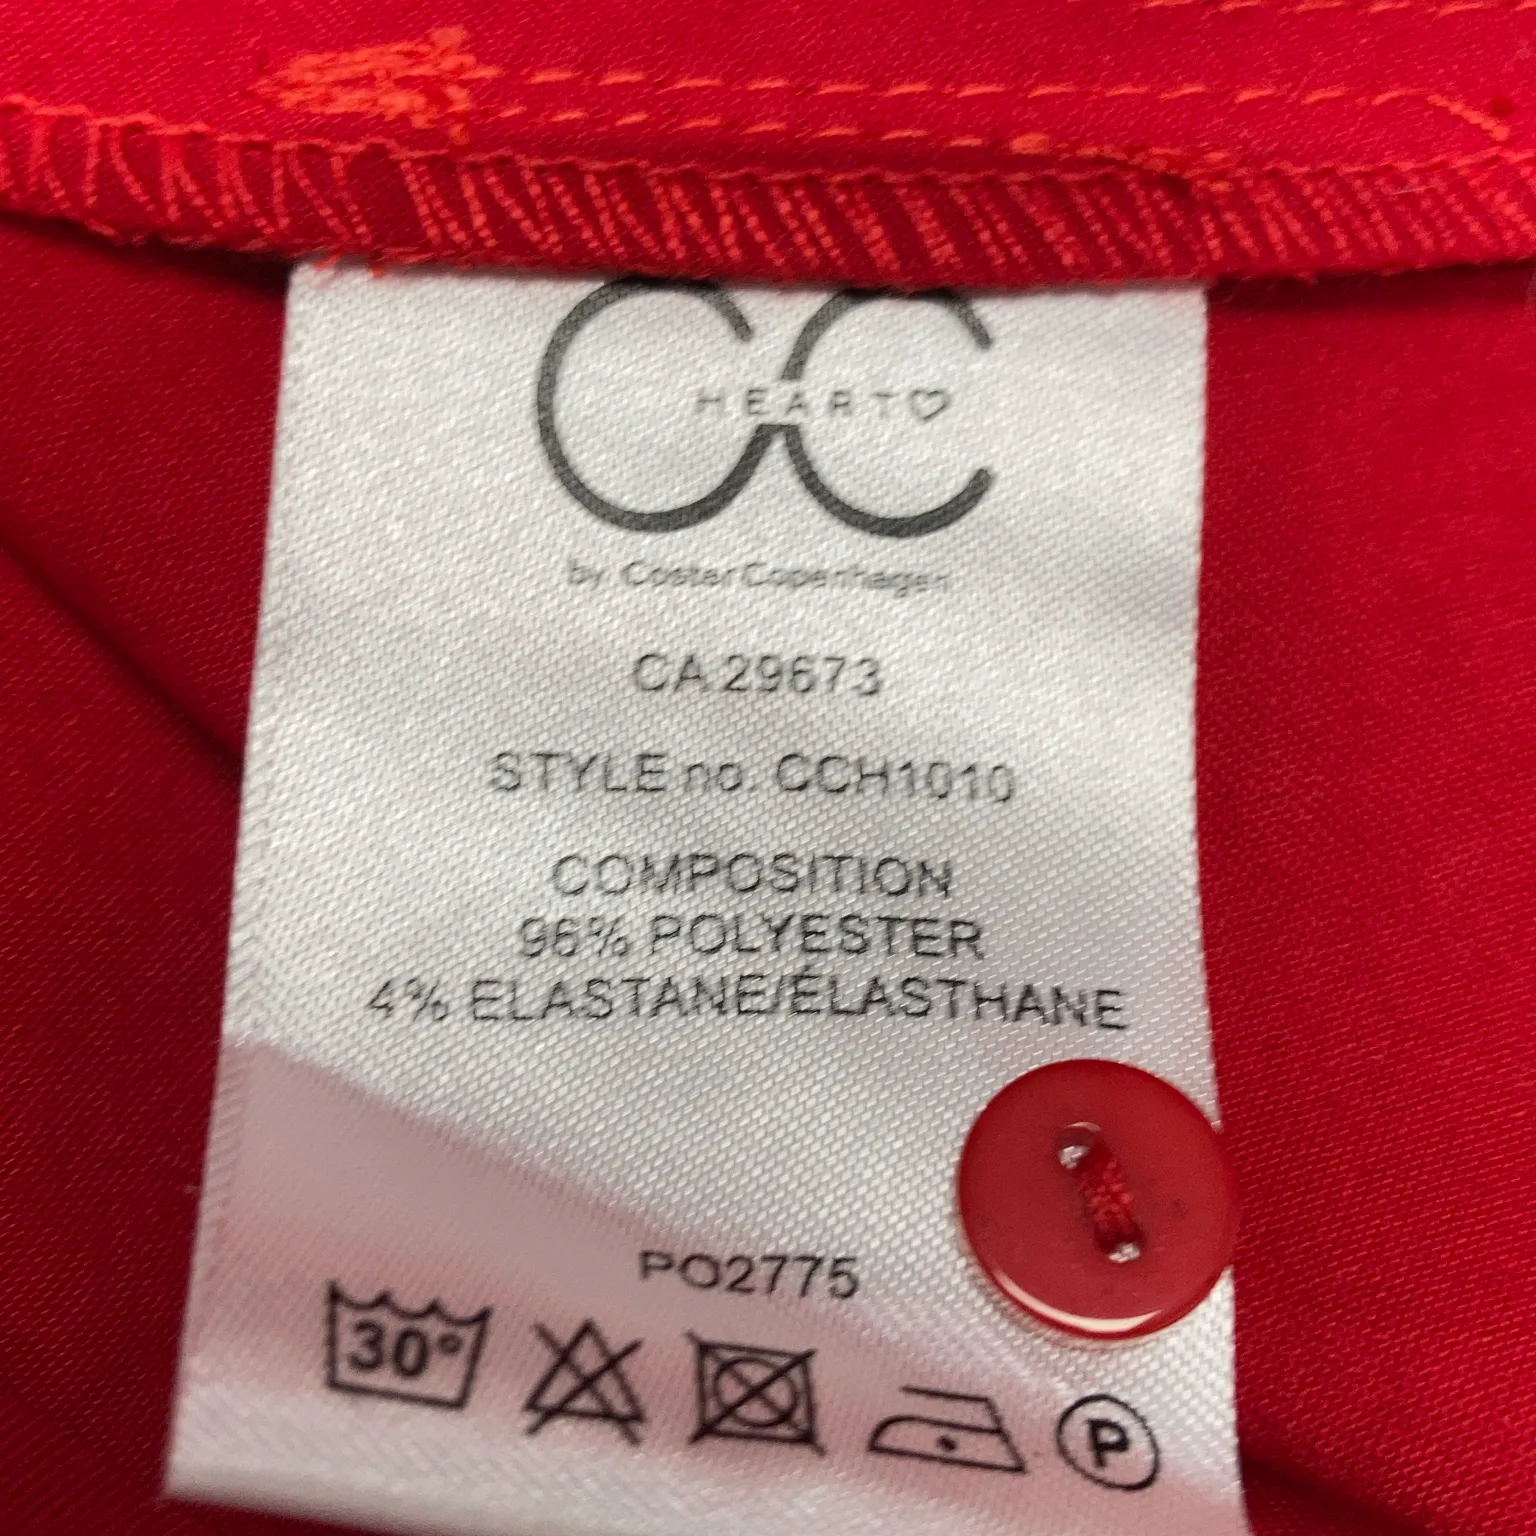 CC
HEART♡
by Coster Copenhagen
CA 29673
STYLE no. CCH1010
COMPOSITION
96% POLYESTER
4% ELASTANE/ÉLASTHANE
PO2775
30°
P